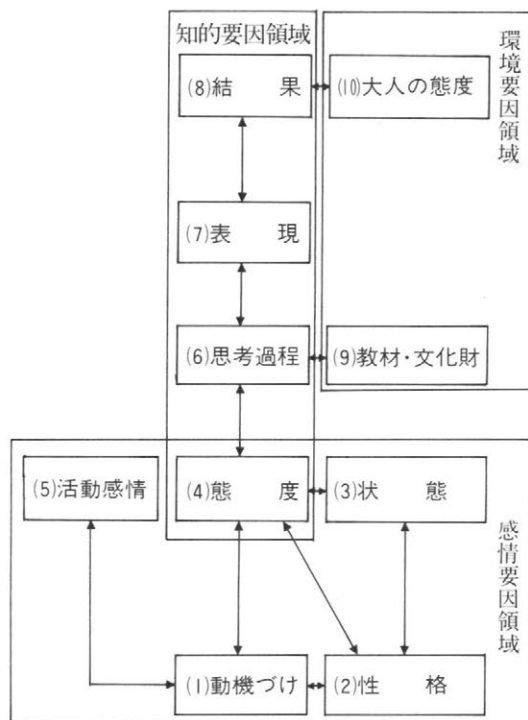 知的要因領域
環境要因領域
(8)結　果
(10)大人の態度
(7)表　現
(6)思考過程
(9)教材・文化財
(5)活動感情
(4)態　度
(3)状　態
感情要因領域
(1)動機づけ
(2)性　格